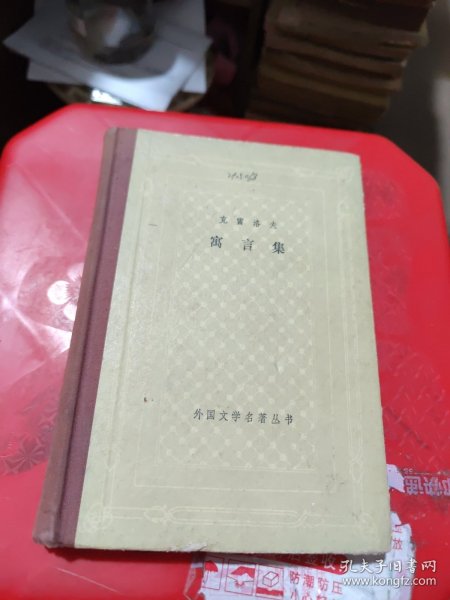 克雷洛夫
寓言集
外国文学名著丛书
防潮防压
孔夫子旧书网
kongfz.com